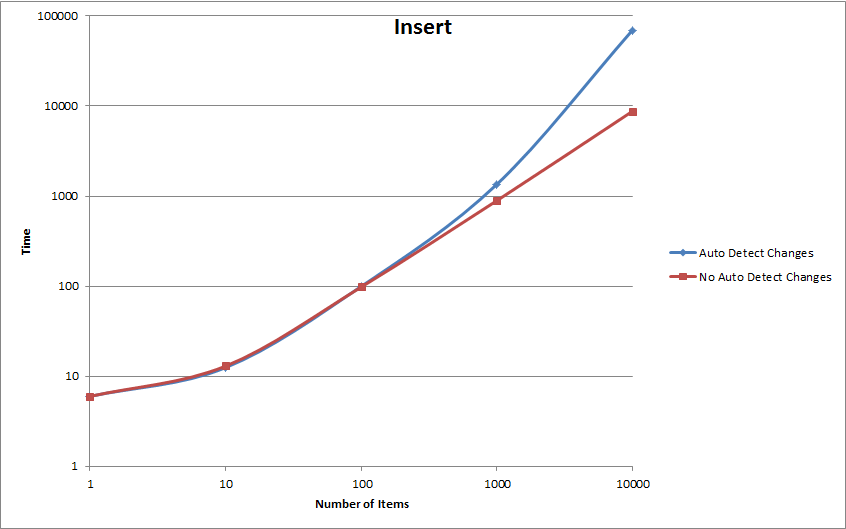 Insert
100000
10000
1000
100
10
1
Time
1
10
100
1000
10000
Number of Items
Auto Detect Changes
No Auto Detect Changes